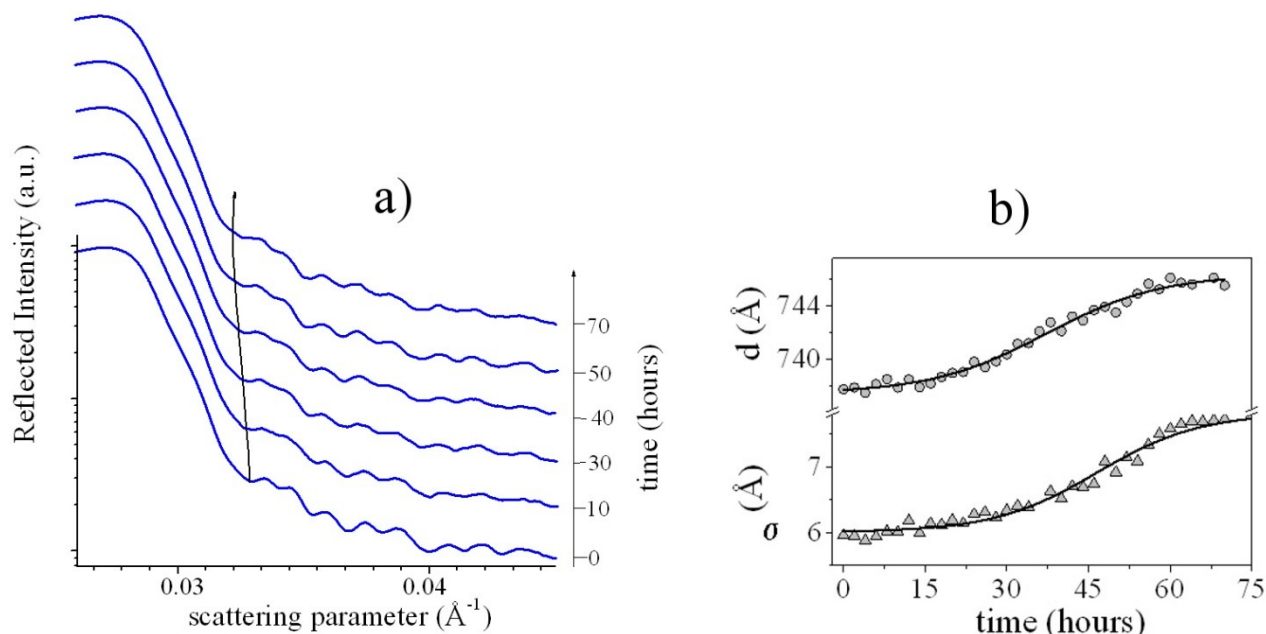 a)
Reflected Intensity (a.u.)
0.03
0.04
scattering parameter (Å⁻¹)
70
50
40
30
10
0
time (hours)
b)
d (Å)
744
740
σ (Å)
7
6
0
15
30
45
60
75
time (hours)